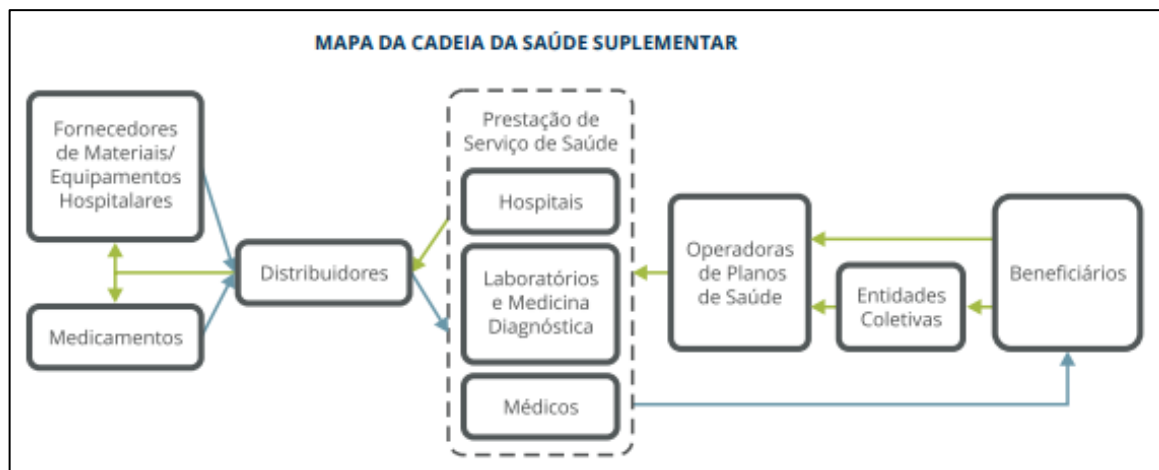 MAPA DA CADEIA DA SAÚDE SUPLEMENTAR
Fornecedores
de Materiais/
Equipamentos
Hospitalares
Medicamentos
Distribuidores
Prestação de
Serviço de Saúde
Hospitais
Laboratórios
e Medicina
Diagnóstica
Médicos
Operadoras
de Planos
de Saúde
Entidades
Coletivas
Beneficiários